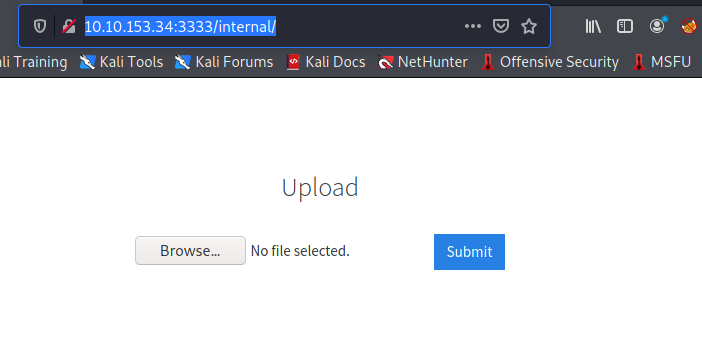 10.10.153.34:3333/internal/
ali Training Kali Tools Kali Forums Kali Docs NetHunter Offensive Security MSFU
Upload
Browse... No file selected. Submit